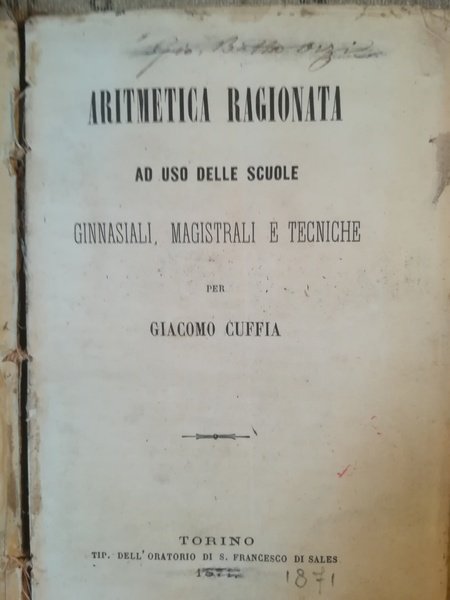 ARITMETICA RAGIONATA
AD USO DELLE SCUOLE
GINNASIALI, MAGISTRALI E TECNICHE
PER
GIACOMO CUFFIA
TORINO
TIP. DELL'ORATORIO DI S. FRANCESCO DI SALES
1871